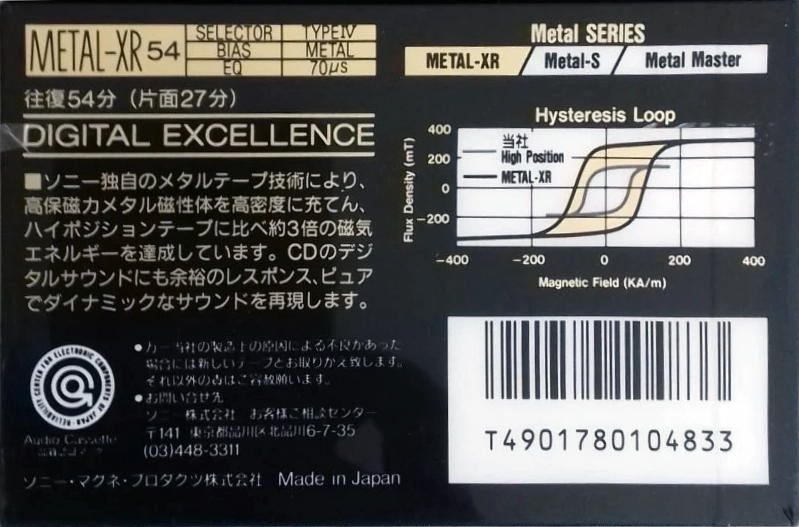 METAL-XR 54
SELECTOR TYPEIV
BIAS METAL
EQ 70μs
往復54分（片面27分）
DIGITAL EXCELLENCE
■ソニー独自のメタルテープ技術により、
高保磁力メタル磁性体を高密度に充てん、
ハイポジションテープに比べ約3倍の磁気
エネルギーを達成しています。CDのデジ
タルサウンドにも余裕のレスポンス、ピュア
でダイナミックなサウンドを再現します。
RELIABILITY CENTER FOR ELECTRONIC COMPONENTS OF JAPAN
Audio Cassette
●万一当社の製造上の原因による不良があった
場合には新しいテープとお取りかえ致します。
それ以外の責はご容赦願います。
●お問い合せ先
ソニー株式会社 お客様ご相談センター
〒141 東京都品川区北品川6-7-35
(03)448-3311
ソニー・マグネ・プロダクツ株式会社 Made in Japan
Metal SERIES
METAL-XR Metal-S Metal Master
Hysteresis Loop
当社
High Position
METAL-XR
Flux Density (mT)
400
200
0
-200
-400 -200 0 200 400
Magnetic Field (KA/m)
T4901780104833